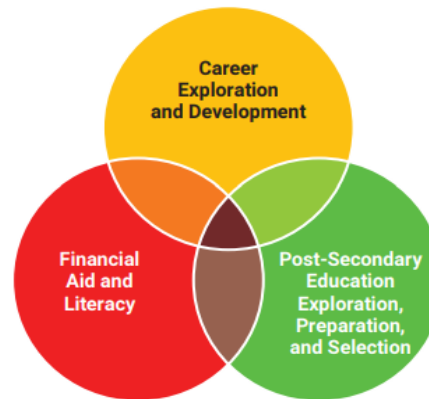 Career
Exploration
and Development
Financial
Aid and
Literacy
Post-Secondary
Education
Exploration,
Preparation,
and Selection